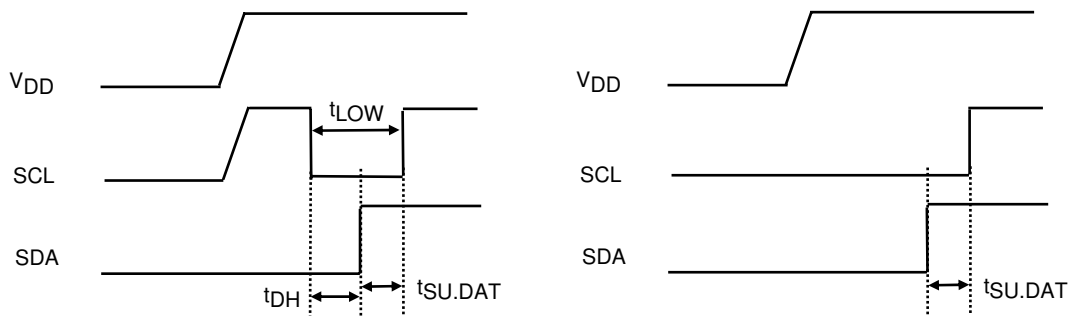 VDD
tLOW
SCL
SDA
tDH
tSU.DAT
VDD
SCL
SDA
tSU.DAT